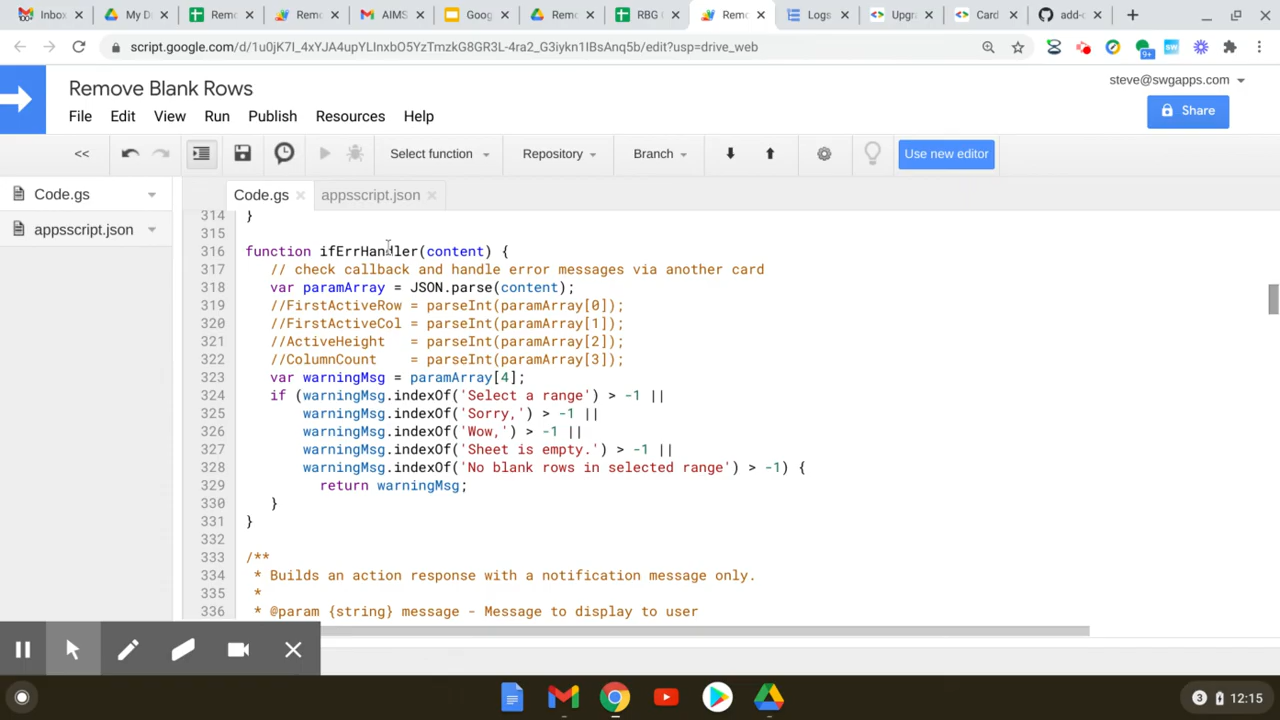 Inbox
My D
Remo
Remo
AIMS
Goog
Remo
RBG (
Remo
Logs
Upgra
Card
add-c
script.google.com/d/1u0jK7I_4xYJA4upYLInxbO5YzTmzkG8GR3L-4ra2_G3iykn1IBsAnq5b/edit?usp=drive_web
9+
SW
Remove Blank Rows
steve@swgapps.com
File Edit View Run Publish Resources Help
Share
<< Select function Repository Branch Use new editor
Code.gs
appsscript.json
Code.gs appsscript.json
314 }
315
316 function ifErrHandler(content) {
317 // check callback and handle error messages via another card
318 var paramArray = JSON.parse(content);
319 //FirstActiveRow = parseInt(paramArray[0]);
320 //FirstActiveCol = parseInt(paramArray[1]);
321 //ActiveHeight = parseInt(paramArray[2]);
322 //ColumnCount = parseInt(paramArray[3]);
323 var warningMsg = paramArray[4];
324 if (warningMsg.indexOf('Select a range') > -1 ||
325 warningMsg.indexOf('Sorry,') > -1 ||
326 warningMsg.indexOf('Wow,') > -1 ||
327 warningMsg.indexOf('Sheet is empty.') > -1 ||
328 warningMsg.indexOf('No blank rows in selected range') > -1) {
329 return warningMsg;
330 }
331 }
332
333 /**
334 * Builds an action response with a notification message only.
335 *
336 * @param {string} message - Message to display to user
3 12:15